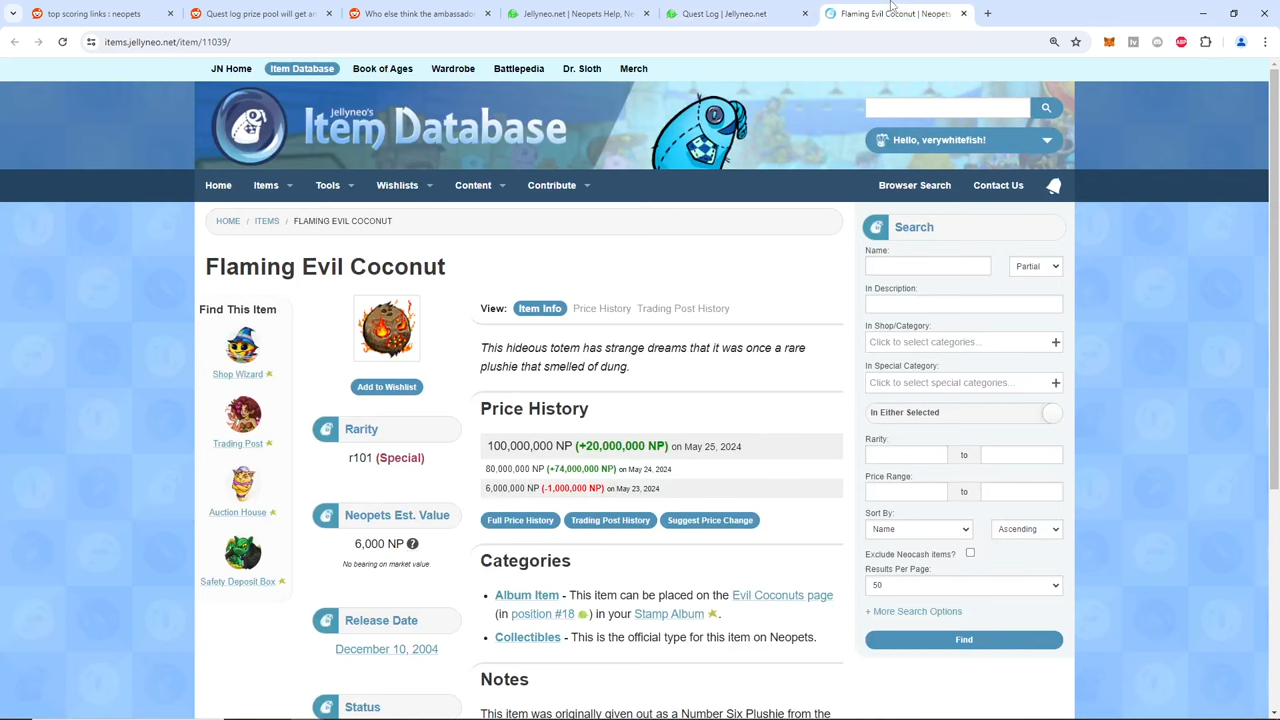 top scoring links : neopets
Quest log prize pool will get an
Who else think the ambassador
Jellyneo.net | Neopets Help, Ne
Quest Log | Jellyneo.net
Flaming Evil Coconut | Neopets
items.jellyneo.net/item/11039/
JN Home
Item Database
Book of Ages
Wardrobe
Battlepedia
Dr. Sloth
Merch
Jellyneo's
Item Database
Hello, verywhitefish!
Home
Items
Tools
Wishlists
Content
Contribute
Browser Search
Contact Us
HOME / ITEMS / FLAMING EVIL COCONUT
Flaming Evil Coconut
Find This Item
Shop Wizard
Trading Post
Auction House
Safety Deposit Box
Add to Wishlist
Rarity
r101 (Special)
Neopets Est. Value
6,000 NP ?
No bearing on market value.
Release Date
December 10, 2004
Status
View: Item Info Price History Trading Post History
This hideous totem has strange dreams that it was once a rare
plushie that smelled of dung.
Price History
100,000,000 NP (+20,000,000 NP) on May 25, 2024
80,000,000 NP (+74,000,000 NP) on May 24, 2024
6,000,000 NP (-1,000,000 NP) on May 23, 2024
Full Price History
Trading Post History
Suggest Price Change
Categories
• Album Item - This item can be placed on the Evil Coconuts page
(in position #18) in your Stamp Album.
• Collectibles - This is the official type for this item on Neopets.
Notes
This item was originally given out as a Number Six Plushie from the
Search
Name:
Partial
In Description:
In Shop/Category:
Click to select categories... +
In Special Category:
Click to select special categories... +
In Either Selected
Rarity:
to
Price Range:
to
Sort By:
Name
Ascending
Exclude Neocash items?
Results Per Page:
50
+ More Search Options
Find